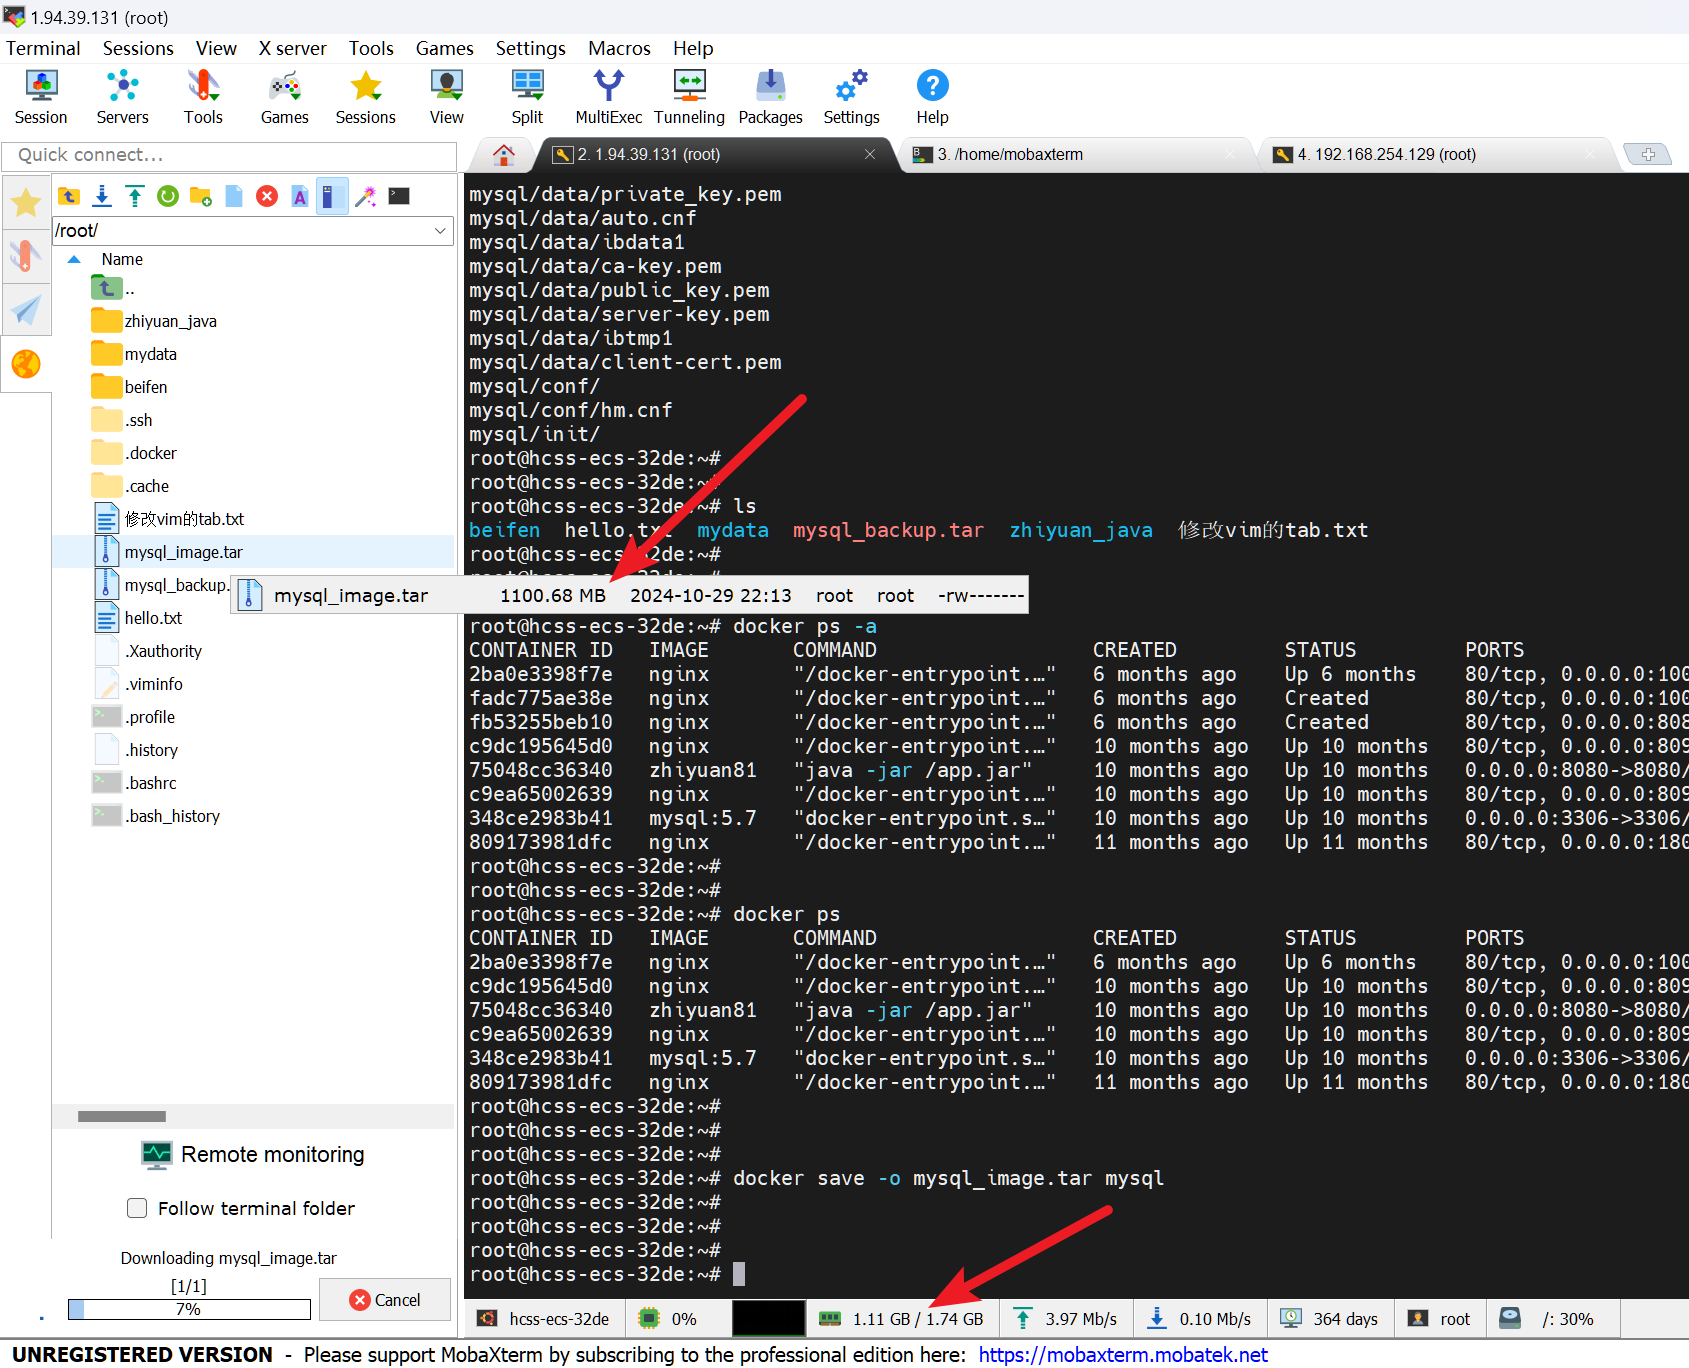 1.94.39.131 (root)
Terminal Sessions View X server Tools Games Settings Macros Help
Session Servers Tools Games Sessions View Split MultiExec Tunneling Packages Settings Help
Quick connect...
2. 1.94.39.131 (root)
3. /home/mobaxterm
4. 192.168.254.129 (root)
/root/
Name
..
zhiyuan_java
mydata
beifen
.ssh
.docker
.cache
修改vim的tab.txt
mysql_image.tar
mysql_backup.
hello.txt
.Xauthority
.viminfo
.profile
.history
.bashrc
.bash_history
mysql_image.tar 1100.68 MB 2024-10-29 22:13 root root -rw-------
Remote monitoring
Follow terminal folder
Downloading mysql_image.tar
[1/1]
7%
Cancel
mysql/data/private_key.pem
mysql/data/auto.cnf
mysql/data/ibdata1
mysql/data/ca-key.pem
mysql/data/public_key.pem
mysql/data/server-key.pem
mysql/data/ibtmp1
mysql/data/client-cert.pem
mysql/conf/
mysql/conf/hm.cnf
mysql/init/
root@hcss-ecs-32de:~#
root@hcss-ecs-32de:~#
root@hcss-ecs-32de:~# ls
beifen hello.txt mydata mysql_backup.tar zhiyuan_java 修改vim的tab.txt
root@hcss-ecs-32de:~#
root@hcss-ecs-32de:~# docker ps -a
CONTAINER ID IMAGE COMMAND CREATED STATUS PORTS
2ba0e3398f7e nginx "/docker-entrypoint.…" 6 months ago Up 6 months 80/tcp, 0.0.0.0:100
fadc775ae38e nginx "/docker-entrypoint.…" 6 months ago Created 80/tcp, 0.0.0.0:100
fb53255beb10 nginx "/docker-entrypoint.…" 6 months ago Created 80/tcp, 0.0.0.0:808
c9dc195645d0 nginx "/docker-entrypoint.…" 10 months ago Up 10 months 80/tcp, 0.0.0.0:809
75048cc36340 zhiyuan81 "java -jar /app.jar" 10 months ago Up 10 months 0.0.0.0:8080->8080/
c9ea65002639 nginx "/docker-entrypoint.…" 10 months ago Up 10 months 80/tcp, 0.0.0.0:809
348ce2983b41 mysql:5.7 "docker-entrypoint.s…" 10 months ago Up 10 months 0.0.0.0:3306->3306/
809173981dfc nginx "/docker-entrypoint.…" 11 months ago Up 11 months 80/tcp, 0.0.0.0:180
root@hcss-ecs-32de:~#
root@hcss-ecs-32de:~#
root@hcss-ecs-32de:~# docker ps
CONTAINER ID IMAGE COMMAND CREATED STATUS PORTS
2ba0e3398f7e nginx "/docker-entrypoint.…" 6 months ago Up 6 months 80/tcp, 0.0.0.0:100
c9dc195645d0 nginx "/docker-entrypoint.…" 10 months ago Up 10 months 80/tcp, 0.0.0.0:809
75048cc36340 zhiyuan81 "java -jar /app.jar" 10 months ago Up 10 months 0.0.0.0:8080->8080/
c9ea65002639 nginx "/docker-entrypoint.…" 10 months ago Up 10 months 80/tcp, 0.0.0.0:809
348ce2983b41 mysql:5.7 "docker-entrypoint.s…" 10 months ago Up 10 months 0.0.0.0:3306->3306/
809173981dfc nginx "/docker-entrypoint.…" 11 months ago Up 11 months 80/tcp, 0.0.0.0:180
root@hcss-ecs-32de:~#
root@hcss-ecs-32de:~#
root@hcss-ecs-32de:~#
root@hcss-ecs-32de:~# docker save -o mysql_image.tar mysql
root@hcss-ecs-32de:~#
root@hcss-ecs-32de:~#
root@hcss-ecs-32de:~#
root@hcss-ecs-32de:~#
hcss-ecs-32de 0% 1.11 GB / 1.74 GB 3.97 Mb/s 0.10 Mb/s 364 days root /: 30%
UNREGISTERED VERSION - Please support MobaXterm by subscribing to the professional edition here: https://mobaxterm.mobatek.net